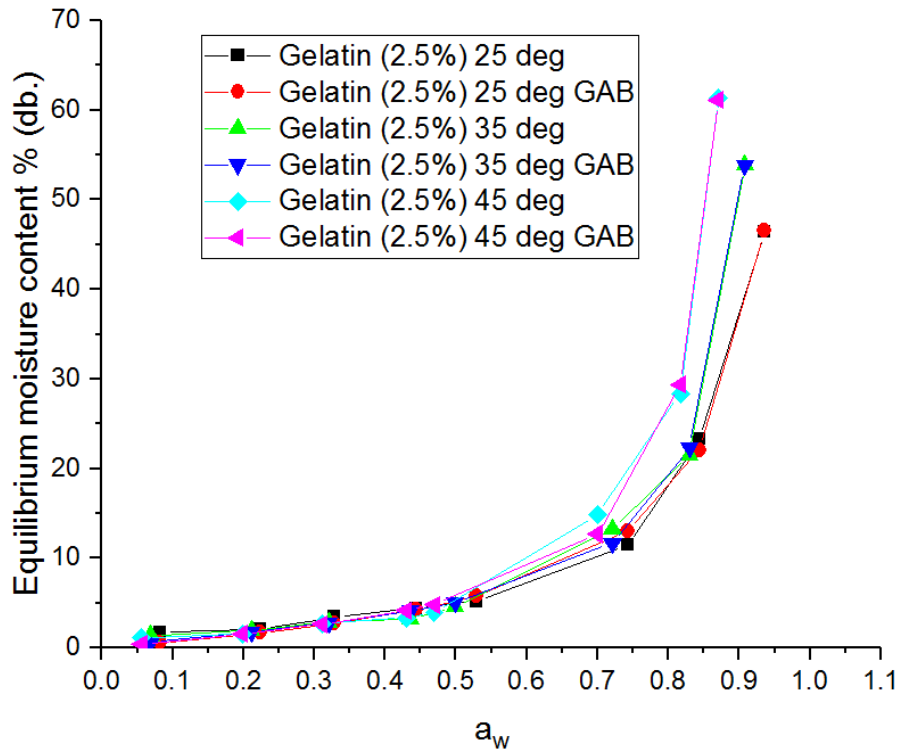 70
60
50
40
30
20
10
0
Equilibrium moisture content % (db.)
Gelatin (2.5%) 25 deg
Gelatin (2.5%) 25 deg GAB
Gelatin (2.5%) 35 deg
Gelatin (2.5%) 35 deg GAB
Gelatin (2.5%) 45 deg
Gelatin (2.5%) 45 deg GAB
0.0 0.1 0.2 0.3 0.4 0.5 0.6 0.7 0.8 0.9 1.0 1.1
a_w